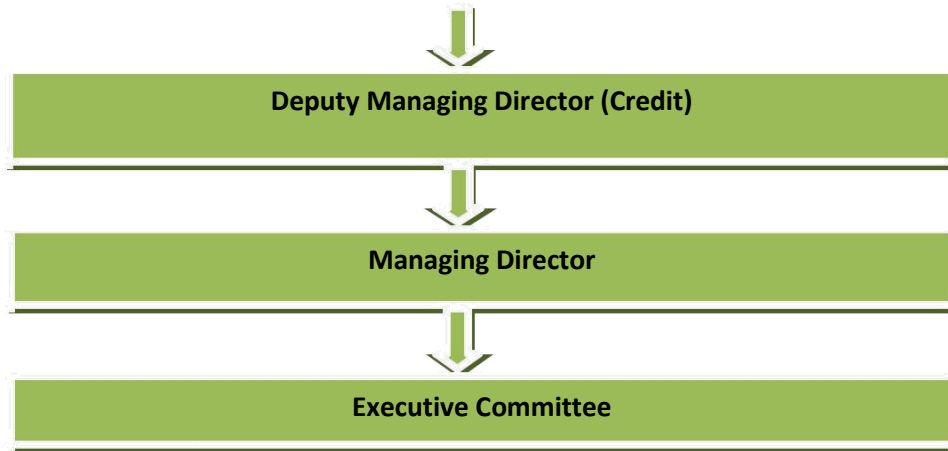 Deputy Managing Director (Credit)
Managing Director
Executive Committee